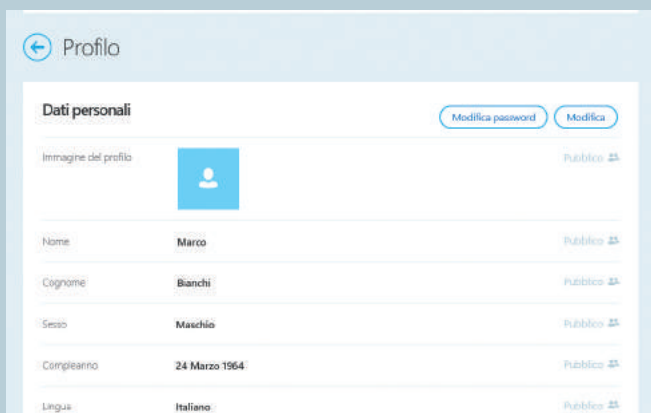 Profilo
Dati personali
Modifica password
Modifica
Immagine del profilo
Pubblico
Nome
Marco
Pubblico
Cognome
Bianchi
Pubblico
Sesso
Maschio
Pubblico
Compleanno
24 Marzo 1964
Pubblico
Lingua
Italiano
Pubblico